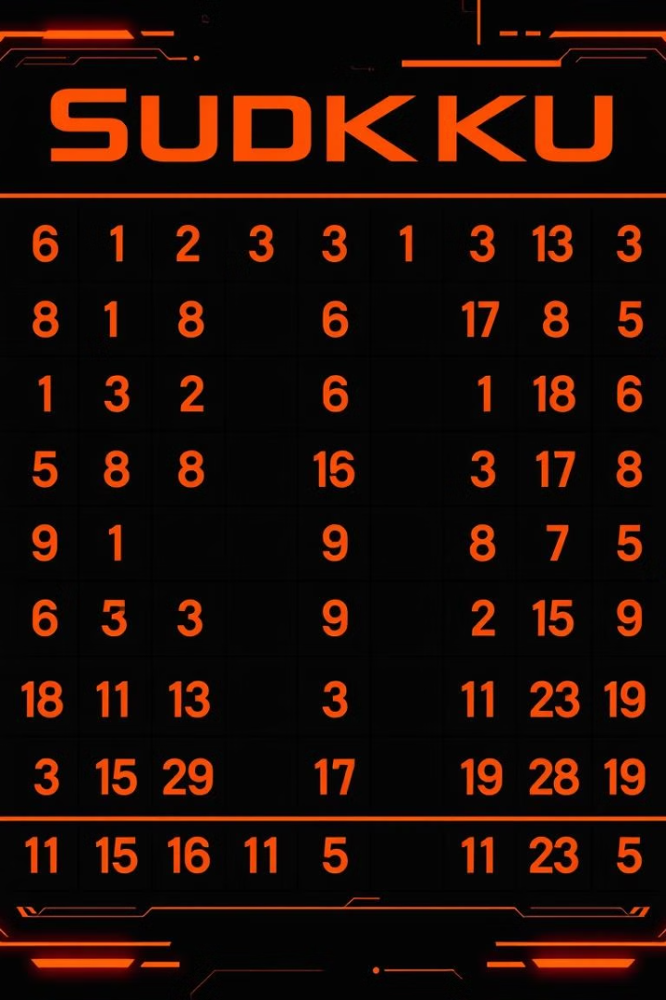 SUDKKU
6 1 2 3 3 1 3 13 3
8 1 8 6 17 8 5
1 3 2 6 1 18 6
5 8 8 16 3 17 8
9 1 9 8 7 5
6 3 3 9 2 15 9
18 11 13 3 11 23 19
3 15 29 17 19 28 19
11 15 16 11 5 11 23 5